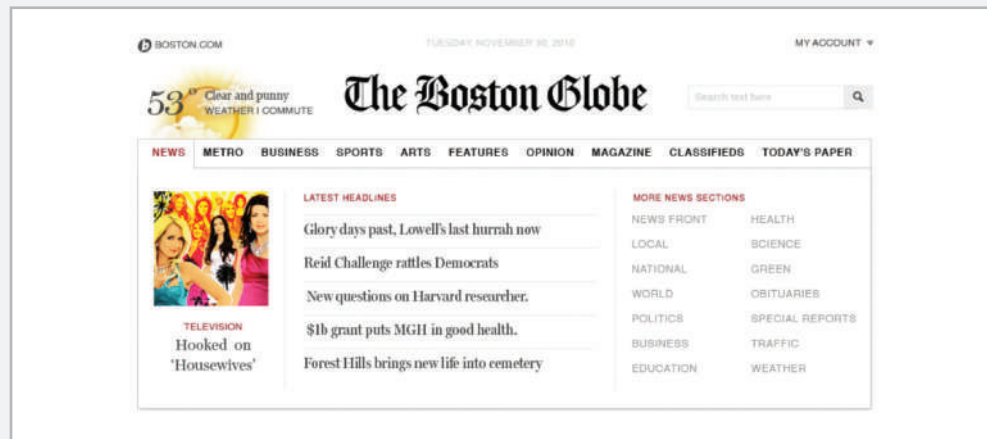 BOSTON.COM
TUESDAY, NOVEMBER 30, 2010
MY ACCOUNT
53°
Clear and punny
WEATHER I COMMUTE
The Boston Globe
Search text here
NEWS METRO BUSINESS SPORTS ARTS FEATURES OPINION MAGAZINE CLASSIFIEDS TODAY'S PAPER
TELEVISION
Hooked on
‘Housewives’
LATEST HEADLINES
Glory days past, Lowell's last hurrah now
Reid Challenge rattles Democrats
New questions on Harvard researcher.
$1b grant puts MGH in good health.
Forest Hills brings new life into cemetery
MORE NEWS SECTIONS
NEWS FRONT
LOCAL
NATIONAL
WORLD
POLITICS
BUSINESS
EDUCATION
HEALTH
SCIENCE
GREEN
OBITUARIES
SPECIAL REPORTS
TRAFFIC
WEATHER